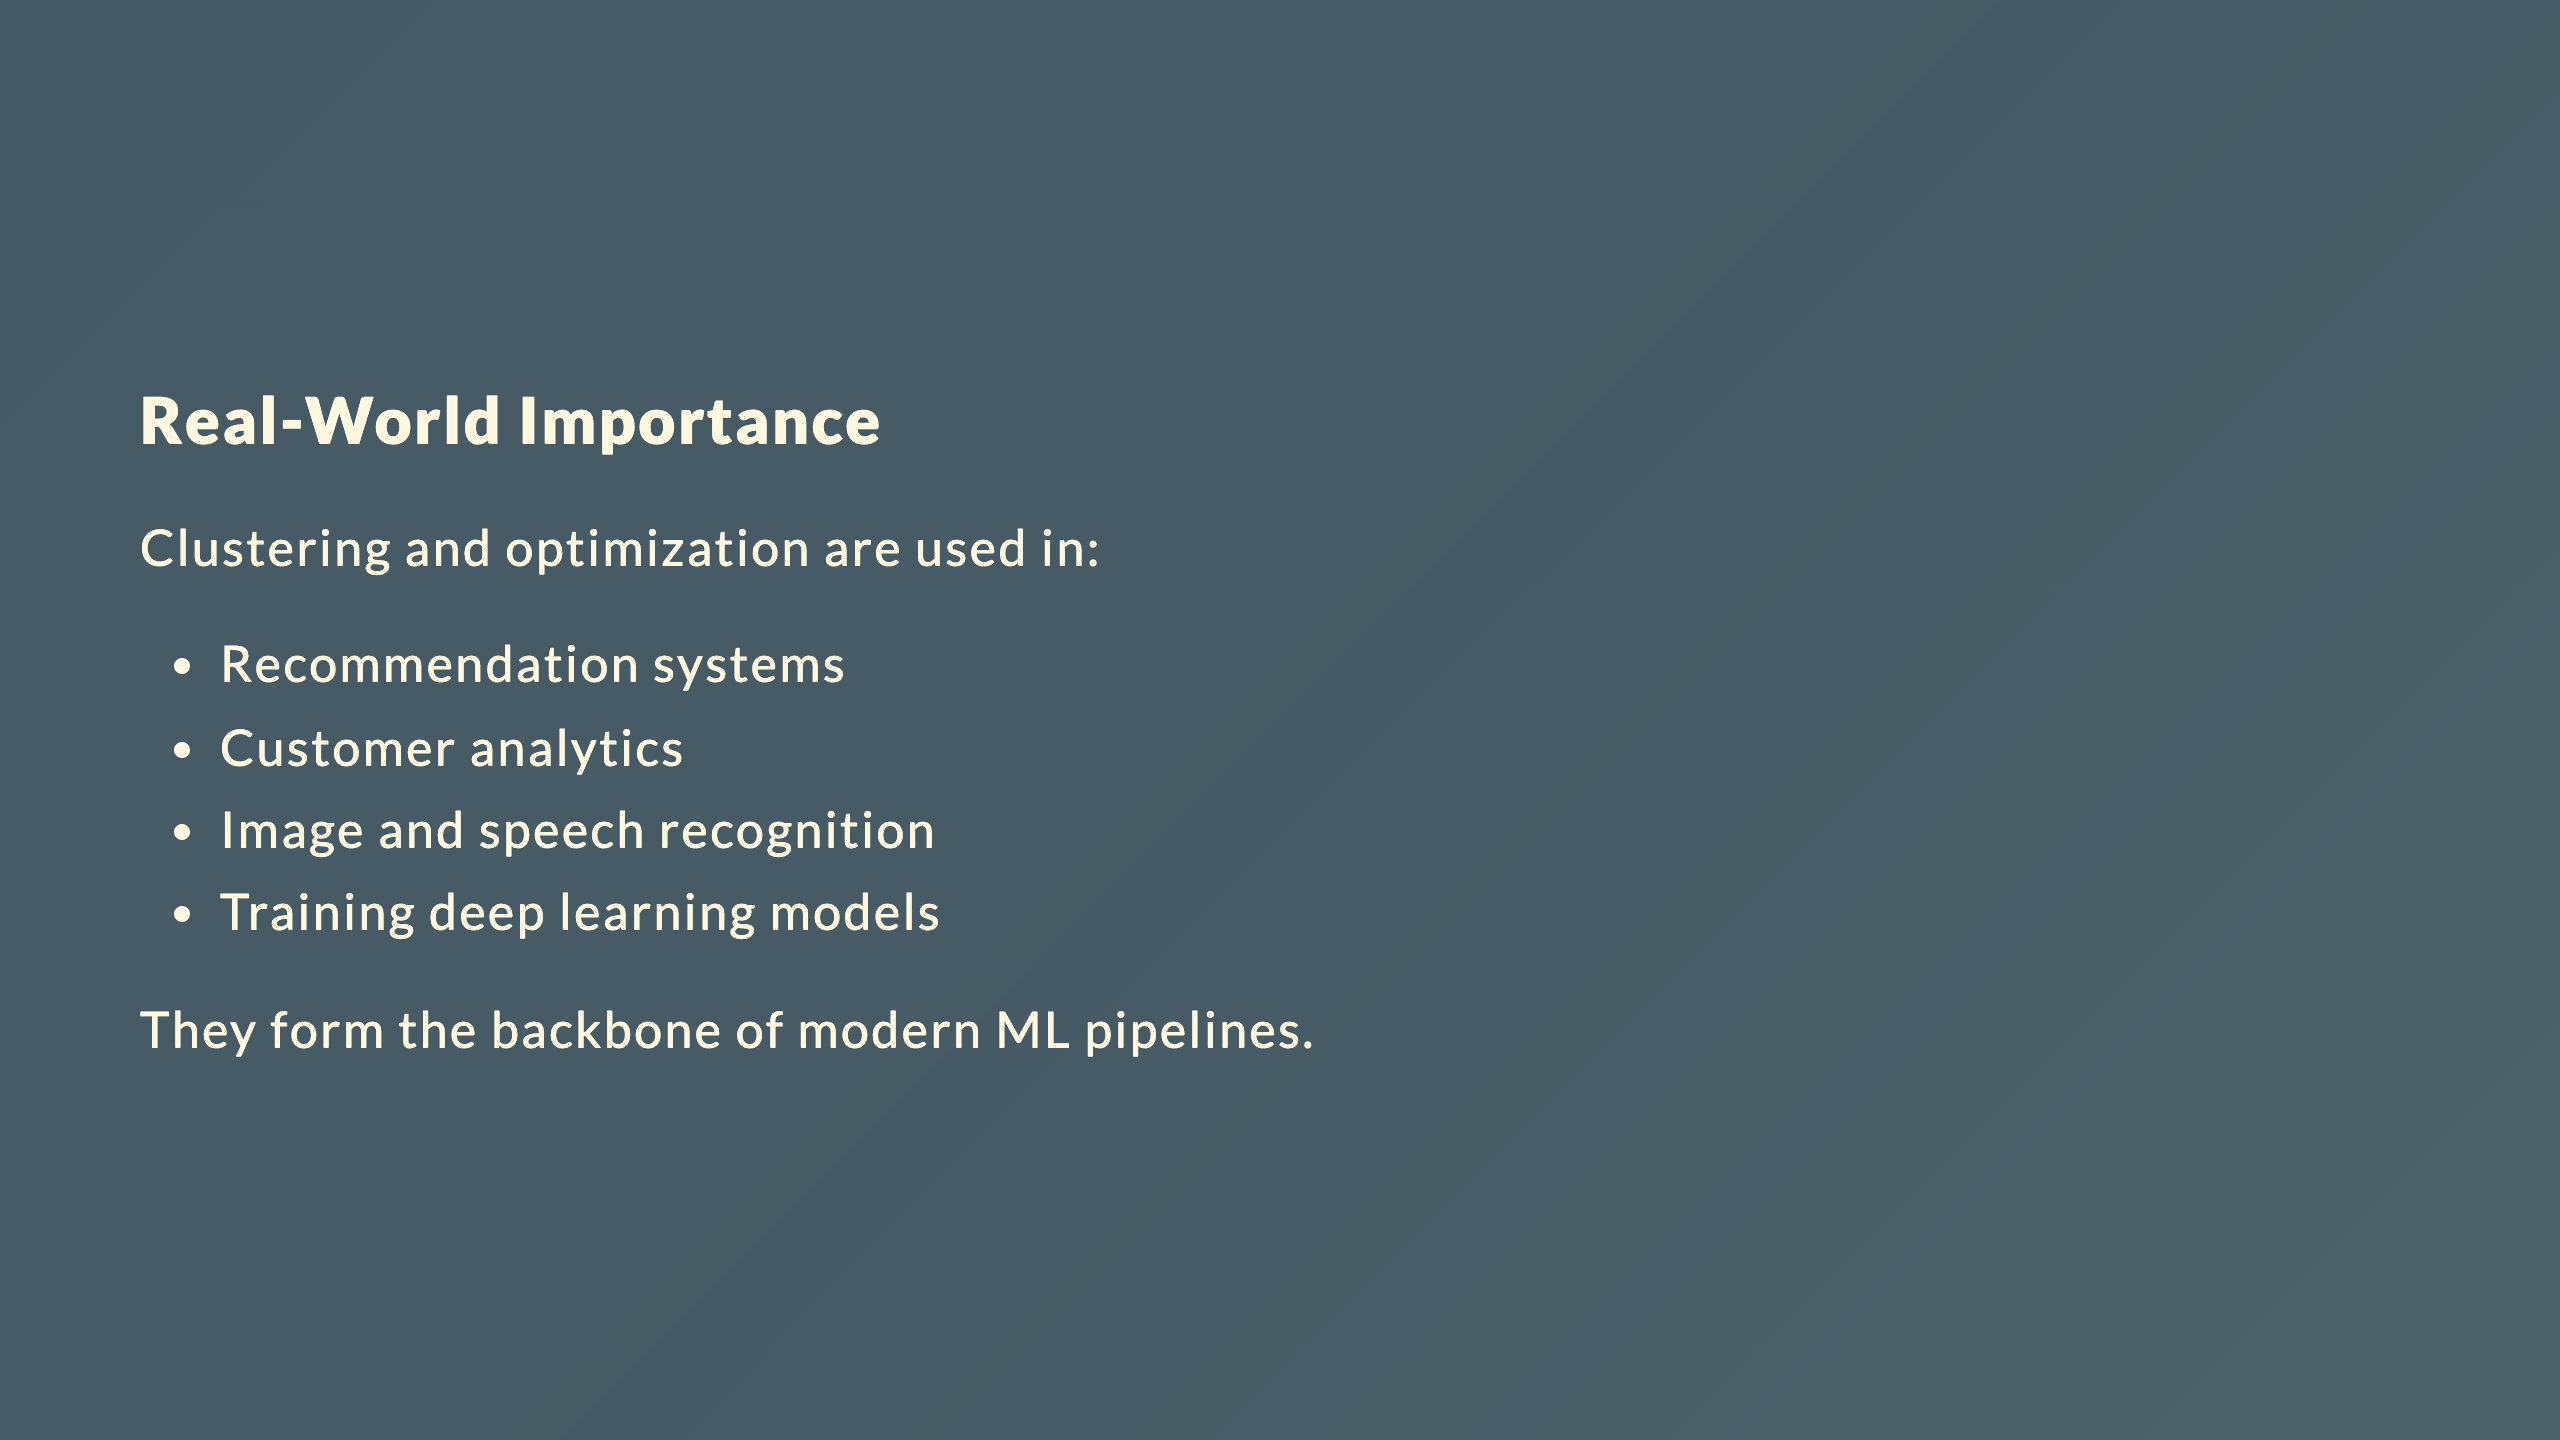 Real-World Importance
Clustering and optimization are used in:
• Recommendation systems
• Customer analytics
• Image and speech recognition
• Training deep learning models
They form the backbone of modern ML pipelines.